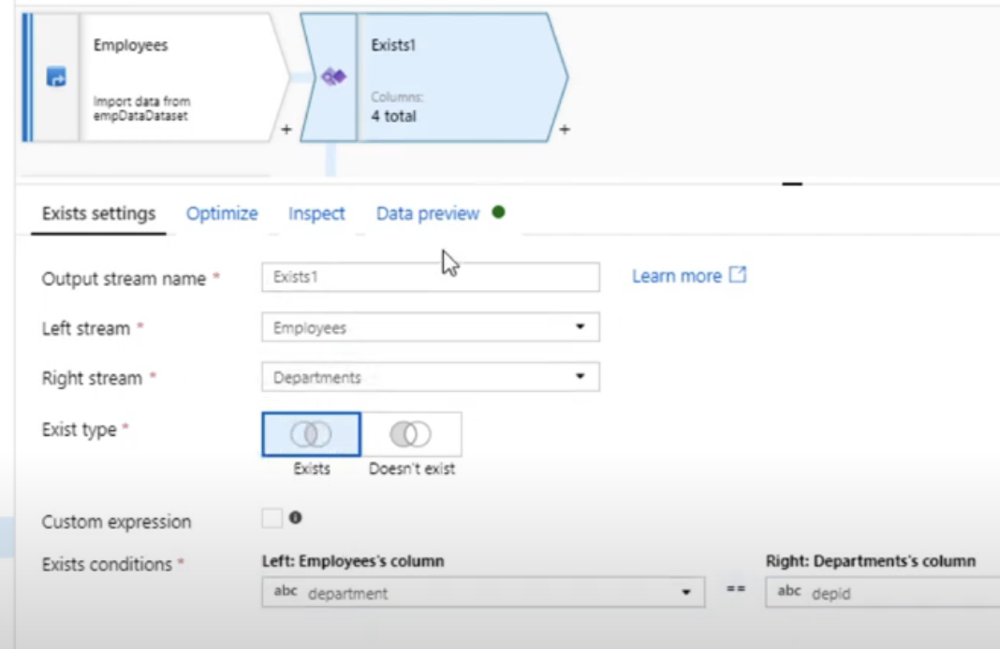 Employees
Import data from
empDataDataset
+
Exists1
Columns:
4 total
+
Exists settings Optimize Inspect Data preview
Output stream name * Exists1 Learn more
Left stream * Employees
Right stream * Departments
Exist type *
Exists Doesn't exist
Custom expression
Exists conditions * Left: Employees's column Right: Departments's column
abc department == abc depid